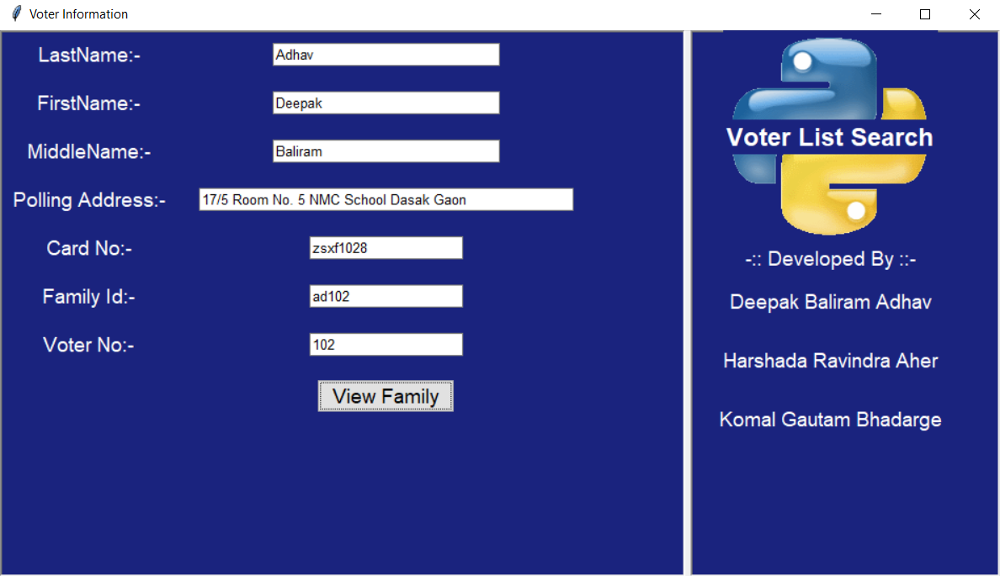 Voter Information
LastName:- Adhav
FirstName:- Deepak
MiddleName:- Baliram
Polling Address:- 17/5 Room No. 5 NMC School Dasak Gaon
Card No:- zsxf1028
Family Id:- ad102
Voter No:- 102
View Family
Voter List Search
-:: Developed By ::-
Deepak Baliram Adhav
Harshada Ravindra Aher
Komal Gautam Bhadarge